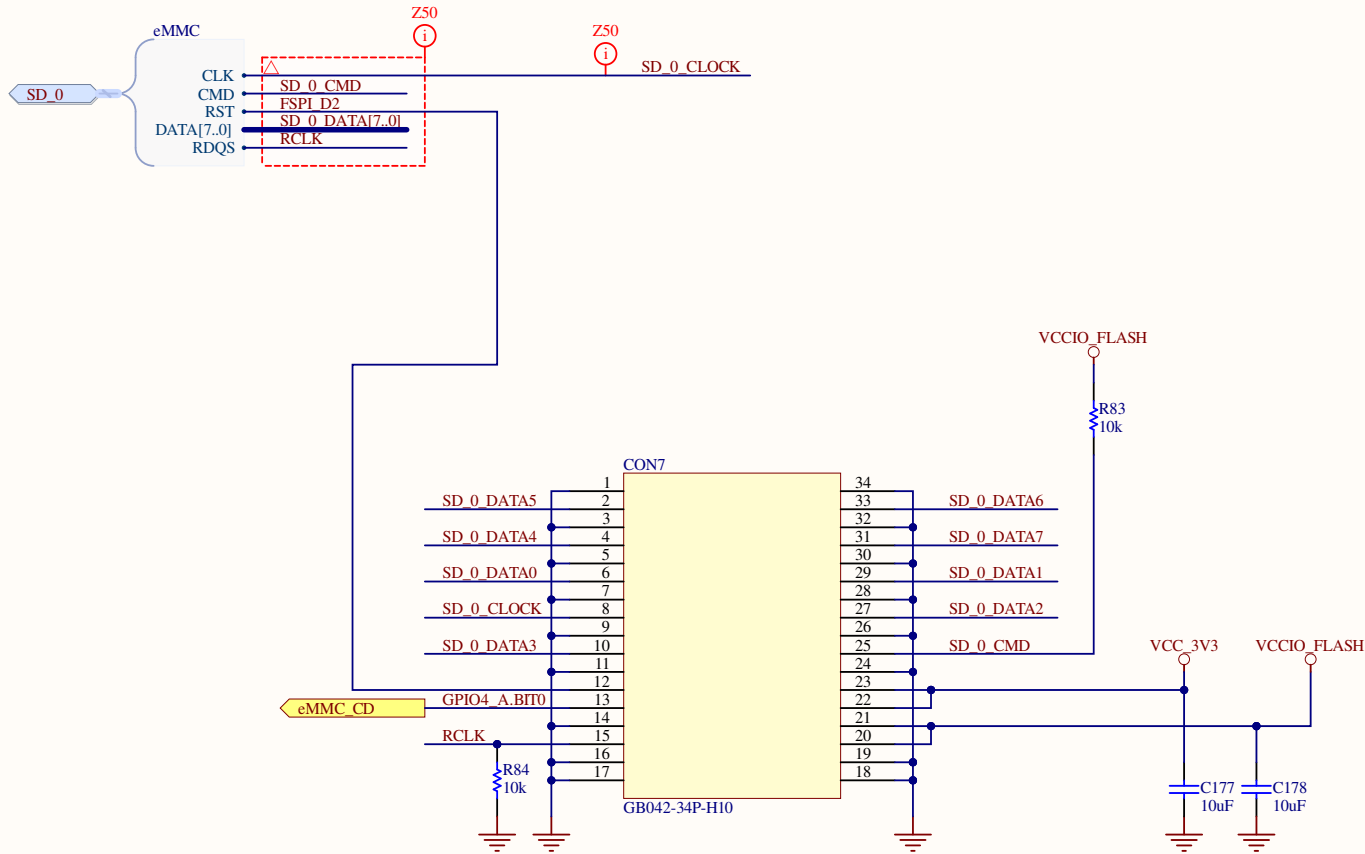 Z50
i
Z50
i
eMMC
SD_0
CLK
SD_0_CLOCK
CMD
SD_0_CMD
RST
FSPI_D2
DATA[7..0]
SD_0_DATA[7..0]
RDQS
RCLK
VCCIO_FLASH
R83
10k
CON7
1
34
SD_0_DATA5
2
33
SD_0_DATA6
3
32
SD_0_DATA4
4
31
SD_0_DATA7
5
30
SD_0_DATA0
6
29
SD_0_DATA1
7
28
SD_0_CLOCK
8
27
SD_0_DATA2
9
26
SD_0_DATA3
10
25
SD_0_CMD
11
24
12
23
eMMC_CD
GPIO4_A.BIT0
13
22
14
21
RCLK
15
20
16
19
17
18
R84
10k
GB042-34P-H10
VCC_3V3
VCCIO_FLASH
C177
10uF
C178
10uF